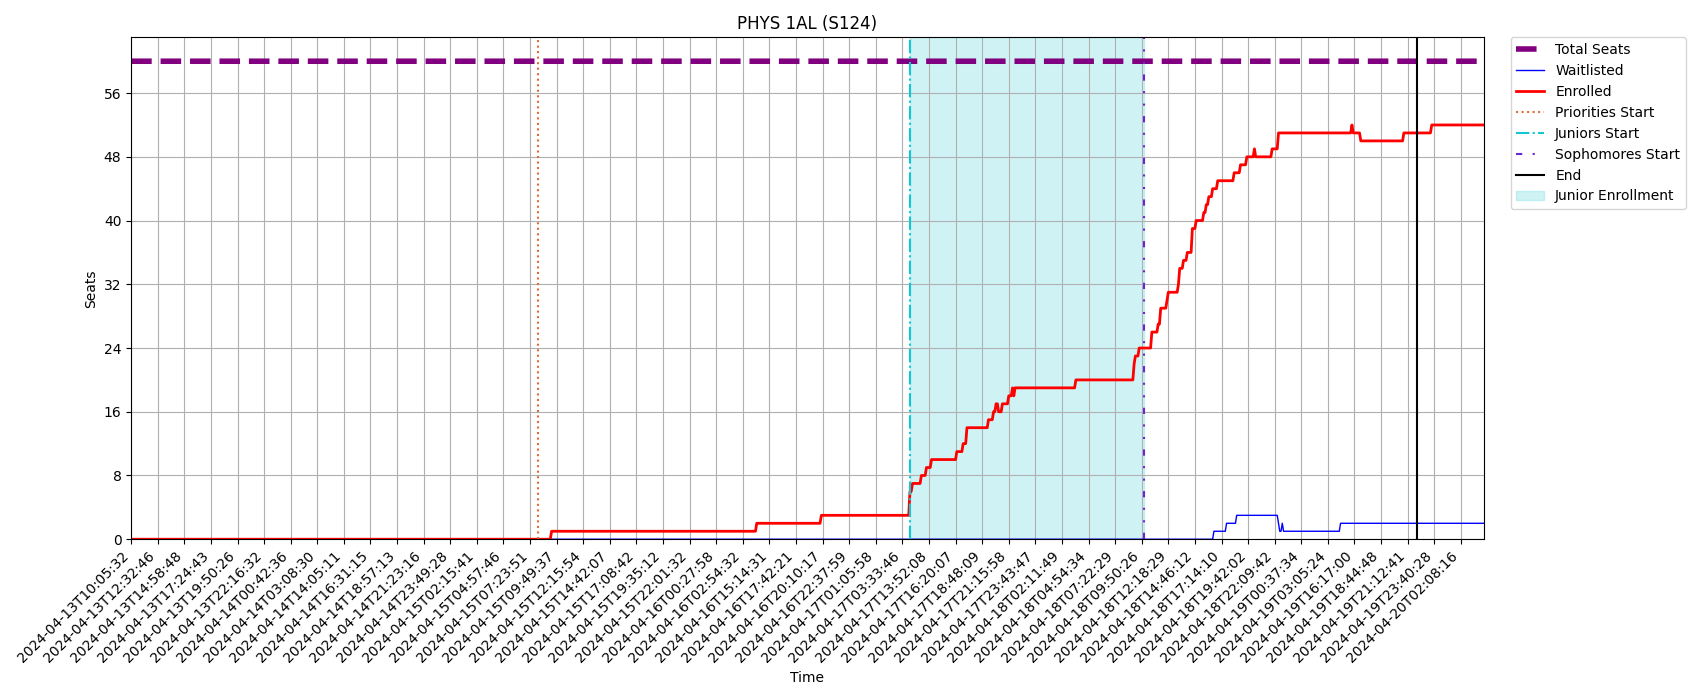 PHYS 1AL (S124)
Total Seats
Waitlisted
Enrolled
Priorities Start
Juniors Start
Sophomores Start
End
Junior Enrollment
Seats
56
48
40
32
24
16
8
0
2024-04-13T10:05:32
2024-04-13T12:32:46
2024-04-13T14:58:48
2024-04-13T17:24:43
2024-04-13T19:50:26
2024-04-13T22:16:32
2024-04-14T00:42:36
2024-04-14T03:08:30
2024-04-14T14:05:11
2024-04-14T16:31:15
2024-04-14T18:57:13
2024-04-14T21:23:16
2024-04-14T23:49:28
2024-04-15T02:15:41
2024-04-15T04:57:46
2024-04-15T07:23:51
2024-04-15T09:49:37
2024-04-15T12:15:54
2024-04-15T14:42:07
2024-04-15T17:08:42
2024-04-15T19:35:12
2024-04-15T22:01:32
2024-04-16T00:27:58
2024-04-16T02:54:32
2024-04-16T15:14:31
2024-04-16T17:42:21
2024-04-16T20:10:17
2024-04-16T22:37:59
2024-04-17T01:05:58
2024-04-17T03:33:46
2024-04-17T13:52:08
2024-04-17T16:20:07
2024-04-17T18:48:09
2024-04-17T21:15:58
2024-04-17T23:43:47
2024-04-18T02:11:49
2024-04-18T04:54:34
2024-04-18T07:22:29
2024-04-18T09:50:26
2024-04-18T12:18:29
2024-04-18T14:46:12
2024-04-18T17:14:10
2024-04-18T19:42:02
2024-04-18T22:09:42
2024-04-19T00:37:34
2024-04-19T03:05:24
2024-04-19T16:17:00
2024-04-19T18:44:48
2024-04-19T21:12:41
2024-04-19T23:40:28
2024-04-20T02:08:16
Time